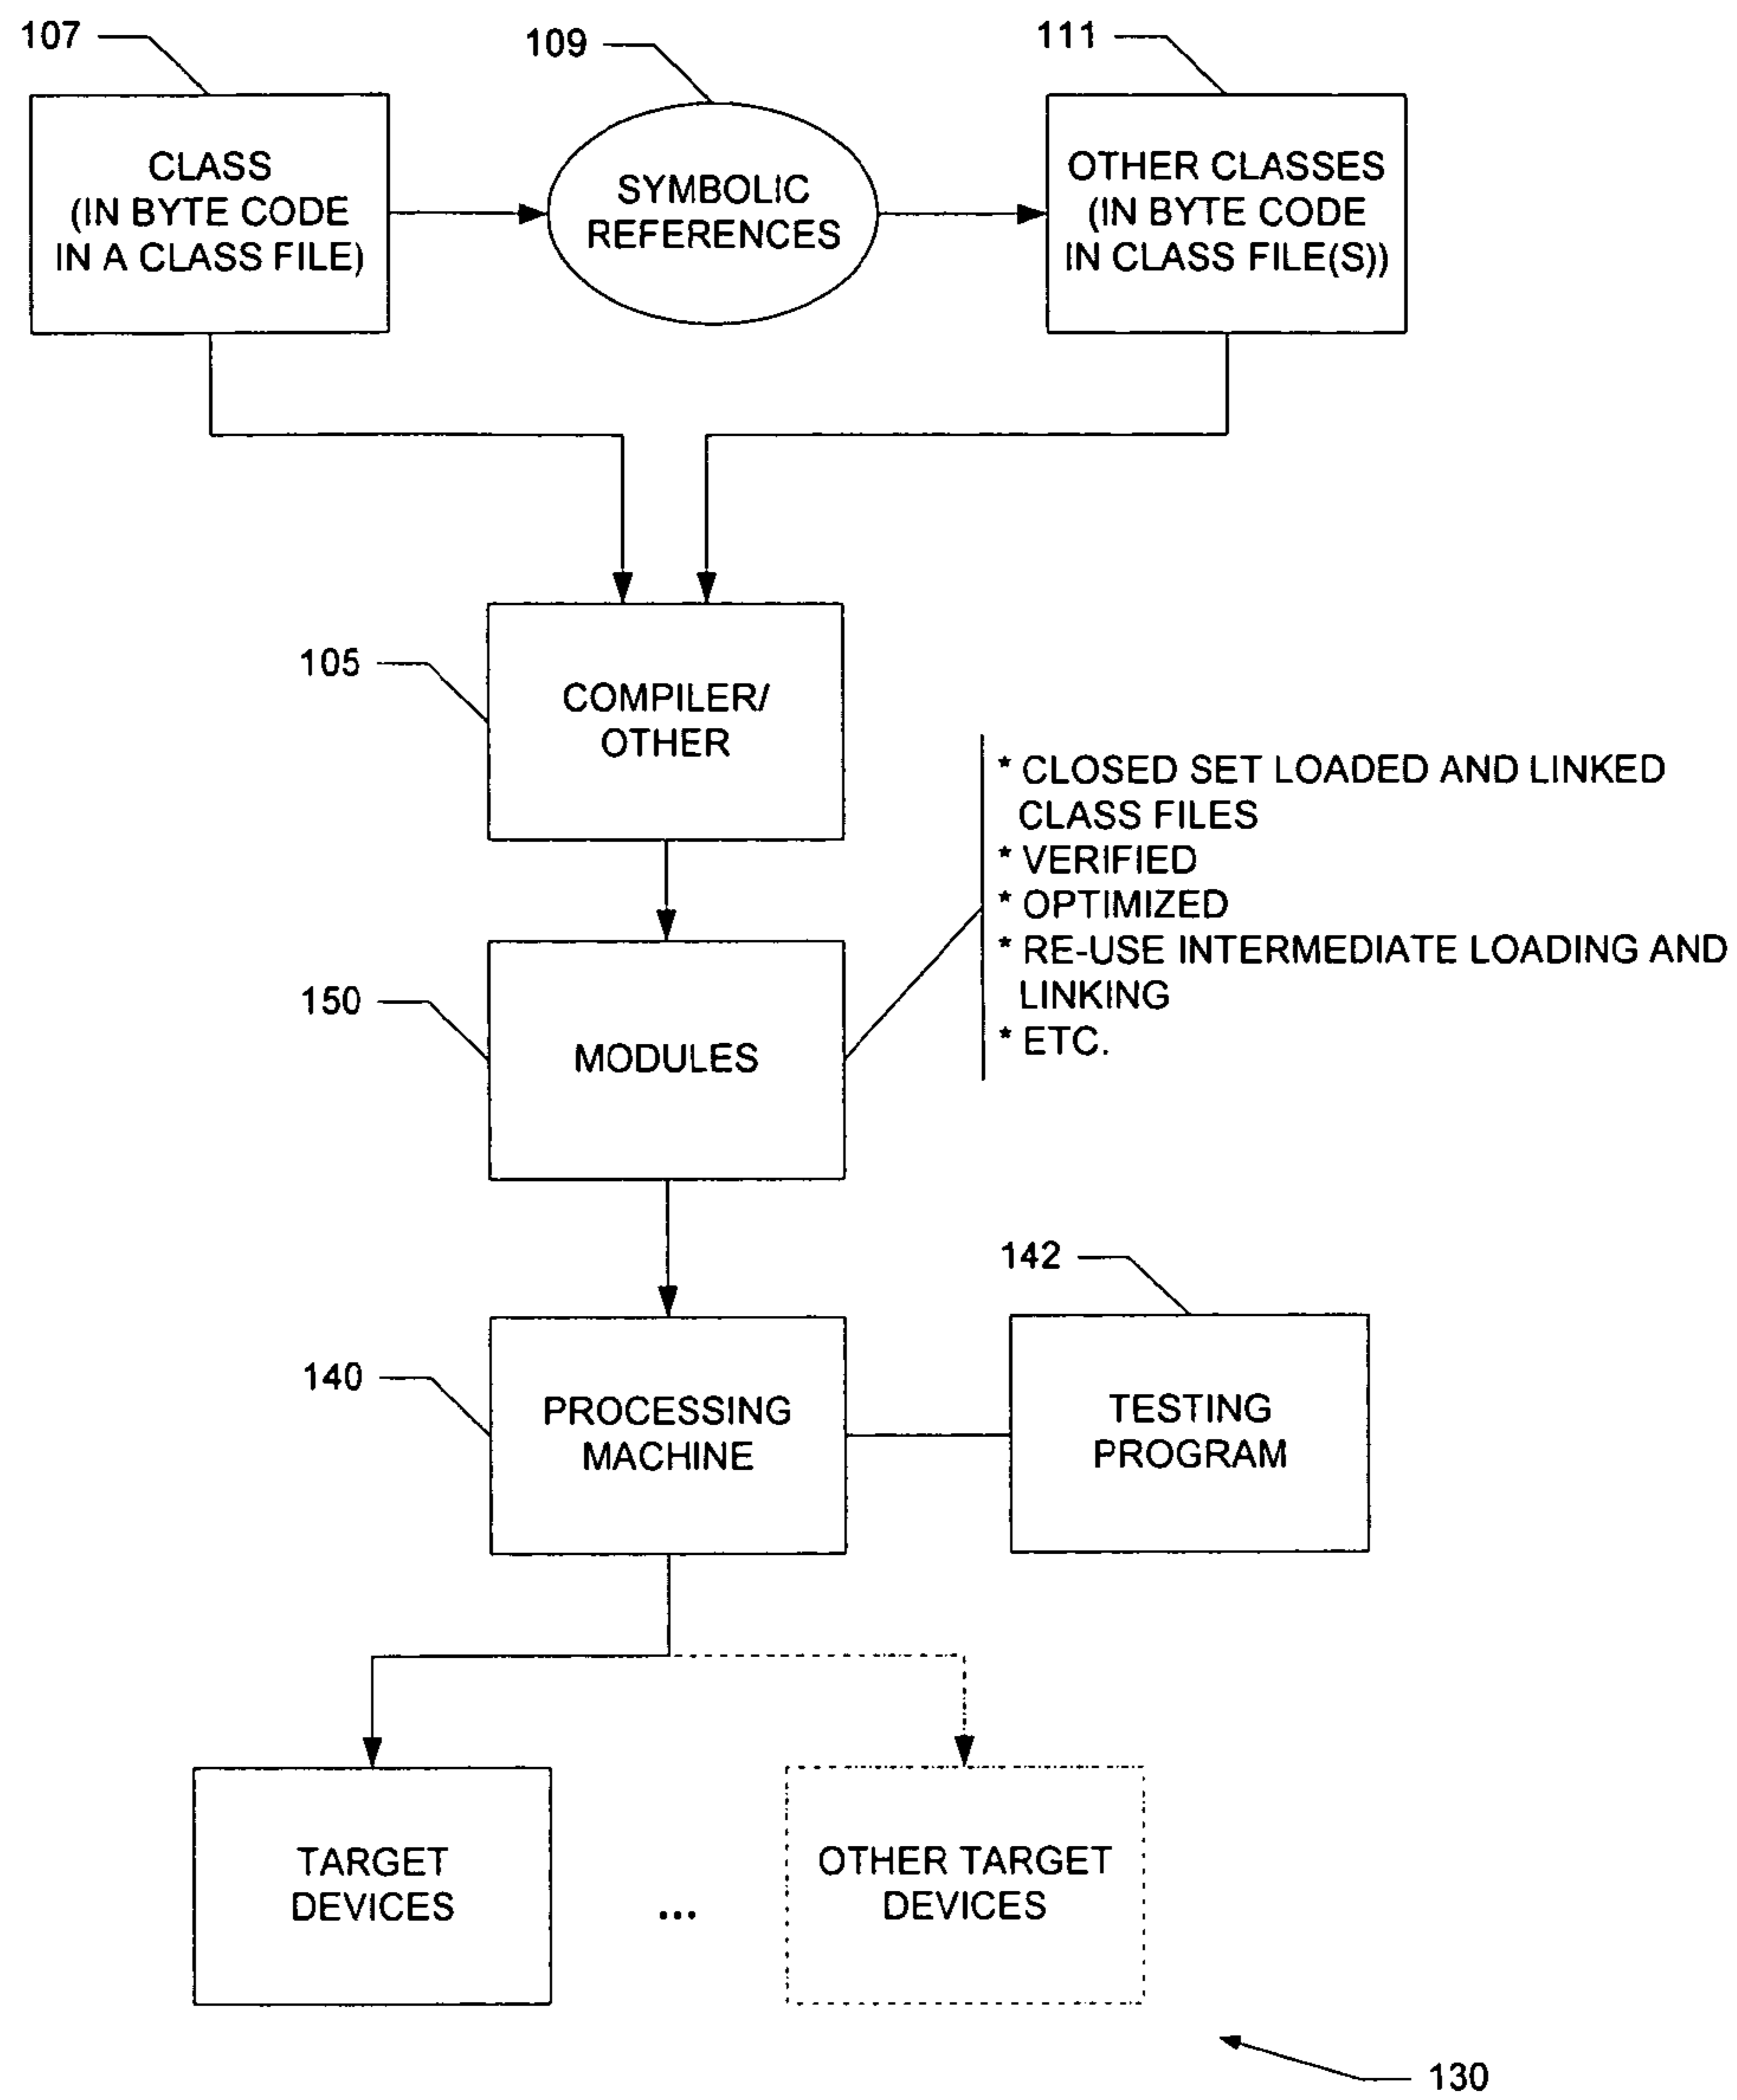 107
109
111
CLASS
(IN BYTE CODE
IN A CLASS FILE)
SYMBOLIC
REFERENCES
OTHER CLASSES
(IN BYTE CODE
IN CLASS FILE(S))
105
COMPILER/
OTHER
* CLOSED SET LOADED AND LINKED
CLASS FILES
* VERIFIED
* OPTIMIZED
* RE-USE INTERMEDIATE LOADING AND
LINKING
* ETC.
150
MODULES
142
140
PROCESSING
MACHINE
TESTING
PROGRAM
TARGET
DEVICES
...
OTHER TARGET
DEVICES
130